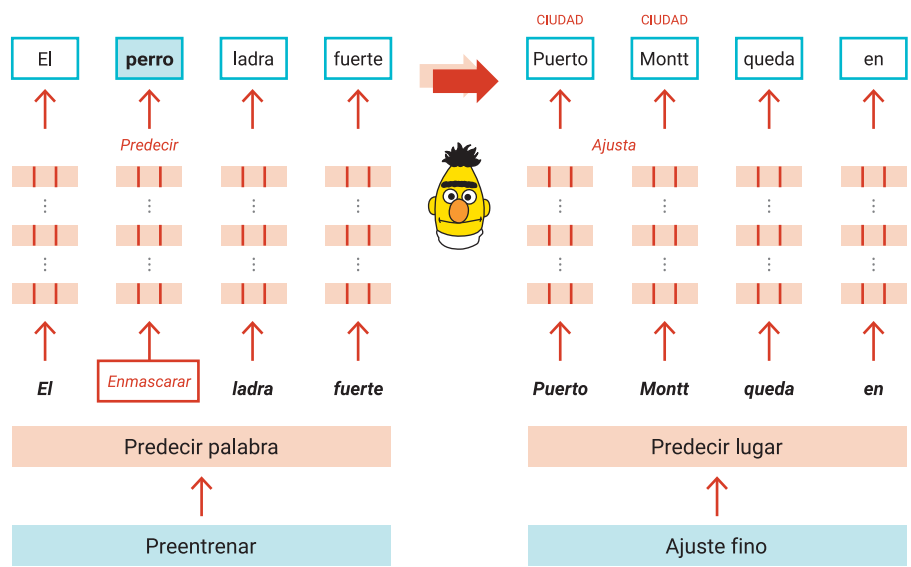 CIUDAD CIUDAD
El perro ladra fuerte Puerto Montt queda en
Predecir Ajusta
Enmascarar
El ladra fuerte Puerto Montt queda en
Predecir palabra Predecir lugar
Preentrenar Ajuste fino